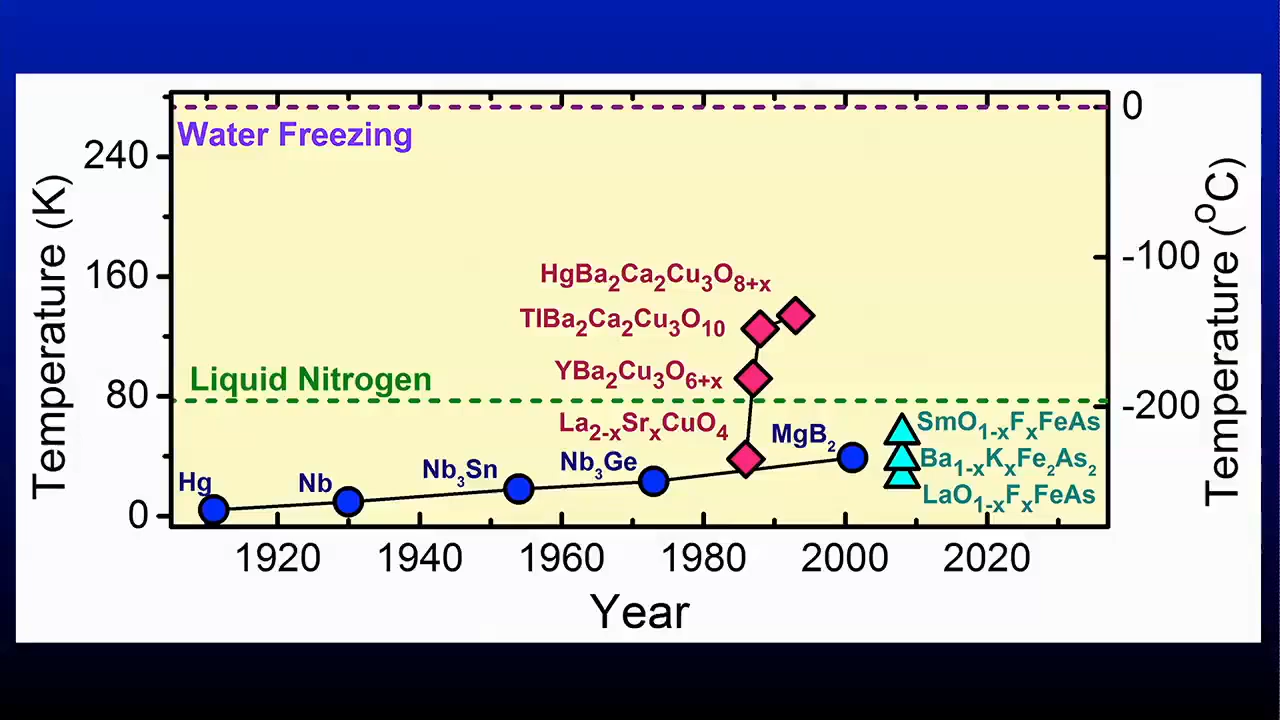 Water Freezing
0
240
-100
HgBa₂Ca₂Cu₃O₈₊ₓ
160
TlBa₂Ca₂Cu₃O₁₀
YBa₂Cu₃O₆₊ₓ
Liquid Nitrogen
80
-200
La₂₋ₓSrₓCuO₄
MgB₂
SmO₁₋ₓFₓFeAs
Nb₃Ge
Ba₁₋ₓKₓFe₂As₂
Nb₃Sn
Hg
Nb
LaO₁₋ₓFₓFeAs
0
1920 1940 1960 1980 2000 2020
Year
Temperature (K)
Temperature (ᴼC)